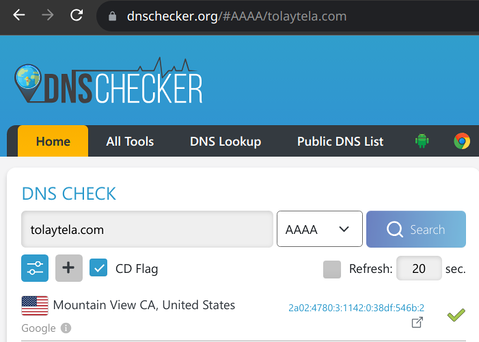 dnschecker.org/#AAAA/tolaytela.com
DNSCHECKER
Home All Tools DNS Lookup Public DNS List
DNS CHECK
tolaytela.com AAAA Search
+ CD Flag Refresh: 20 sec.
Mountain View CA, United States 2a02:4780:3:1142:0:38df:546b:2
Google